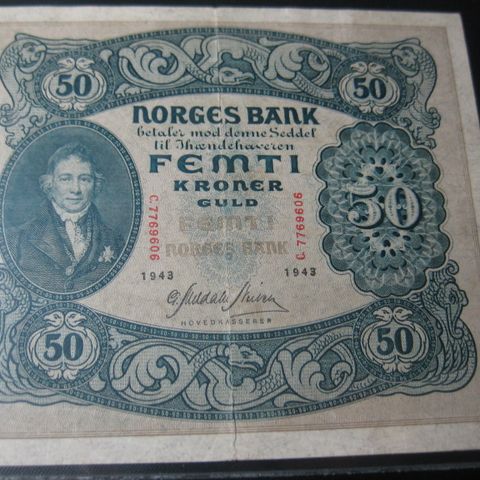 50 50
NORGES BANK
betaler mod denne Seddel
til Ihændehaveren
FEMTI
KRONER
GULD
C.7769606
50
FEMTI
NORGES BANK
C.7769606
1943 1943
HOVEDKASSERER
50 50